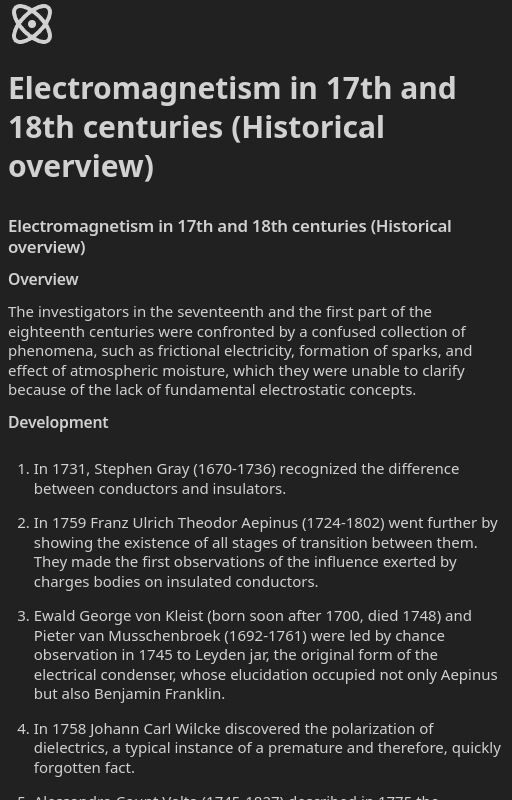 Electromagnetism in 17th and
18th centuries (Historical
overview)
Electromagnetism in 17th and 18th centuries (Historical
overview)
Overview
The investigators in the seventeenth and the first part of the
eighteenth centuries were confronted by a confused collection of
phenomena, such as frictional electricity, formation of sparks, and
effect of atmospheric moisture, which they were unable to clarify
because of the lack of fundamental electrostatic concepts.
Development
1. In 1731, Stephen Gray (1670-1736) recognized the difference
between conductors and insulators.
2. In 1759 Franz Ulrich Theodor Aepinus (1724-1802) went further by
showing the existence of all stages of transition between them.
They made the first observations of the influence exerted by
charges bodies on insulated conductors.
3. Ewald George von Kleist (born soon after 1700, died 1748) and
Pieter van Musschenbroek (1692-1761) were led by chance
observation in 1745 to Leyden jar, the original form of the
electrical condenser, whose elucidation occupied not only Aepinus
but also Benjamin Franklin.
4. In 1758 Johann Carl Wilcke discovered the polarization of
dielectrics, a typical instance of a premature and therefore, quickly
forgotten fact.
5. Alessandro Count Volta (1745-1827) described in 1775 the